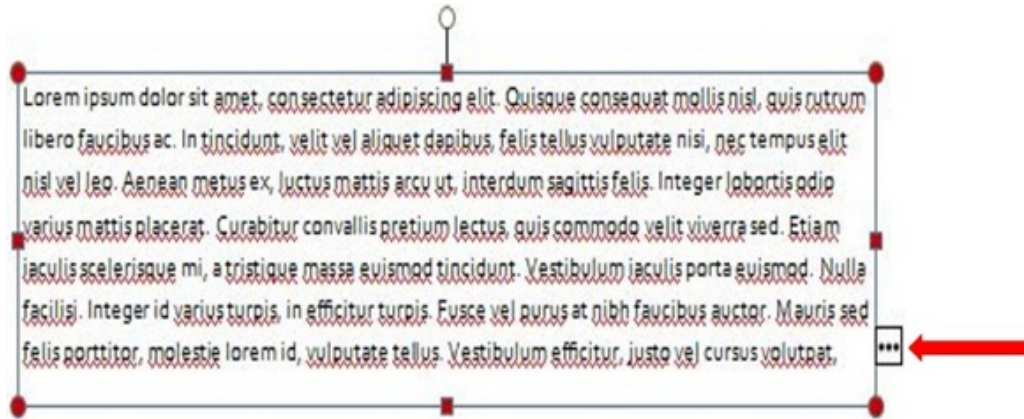 Lorem ipsum dolor sit amet, consectetur adipiscing elit. Quisque consequat mollis nisl, quis rutrum
libero faucibus ac. In tincidunt, velit vel aliquet dapibus, felis tellus vulputate nisi, nec tempus elit
nisl vel leo. Aenean metus ex, luctus mattis arcu ut, interdum sagittis felis. Integer lobortis odio
varius mattis placerat. Curabitur convallis pretium lectus, quis commodo velit viverra sed. Etiam
iaculis scelerisque mi, a tristique massa euismod tincidunt. Vestibulum iaculis porta euismod. Nulla
facilisi. Integer id varius turpis, in efficitur turpis. Fusce vel purus at nibh faucibus auctor. Mauris sed
felis porttitor, molestie lorem id, vulputate tellus. Vestibulum efficitur, justo vel cursus volutpat,